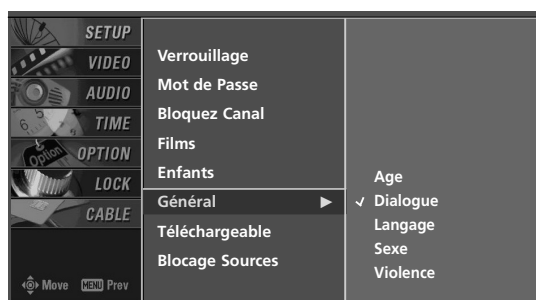 SETUP
VIDEO
AUDIO
TIME
OPTION
LOCK
CABLE
Move MENU Prev
Verrouillage
Mot de Passe
Bloquez Canal
Films
Enfants
Général
Téléchargeable
Blocage Sources
Age
Dialogue
Langage
Sexe
Violence